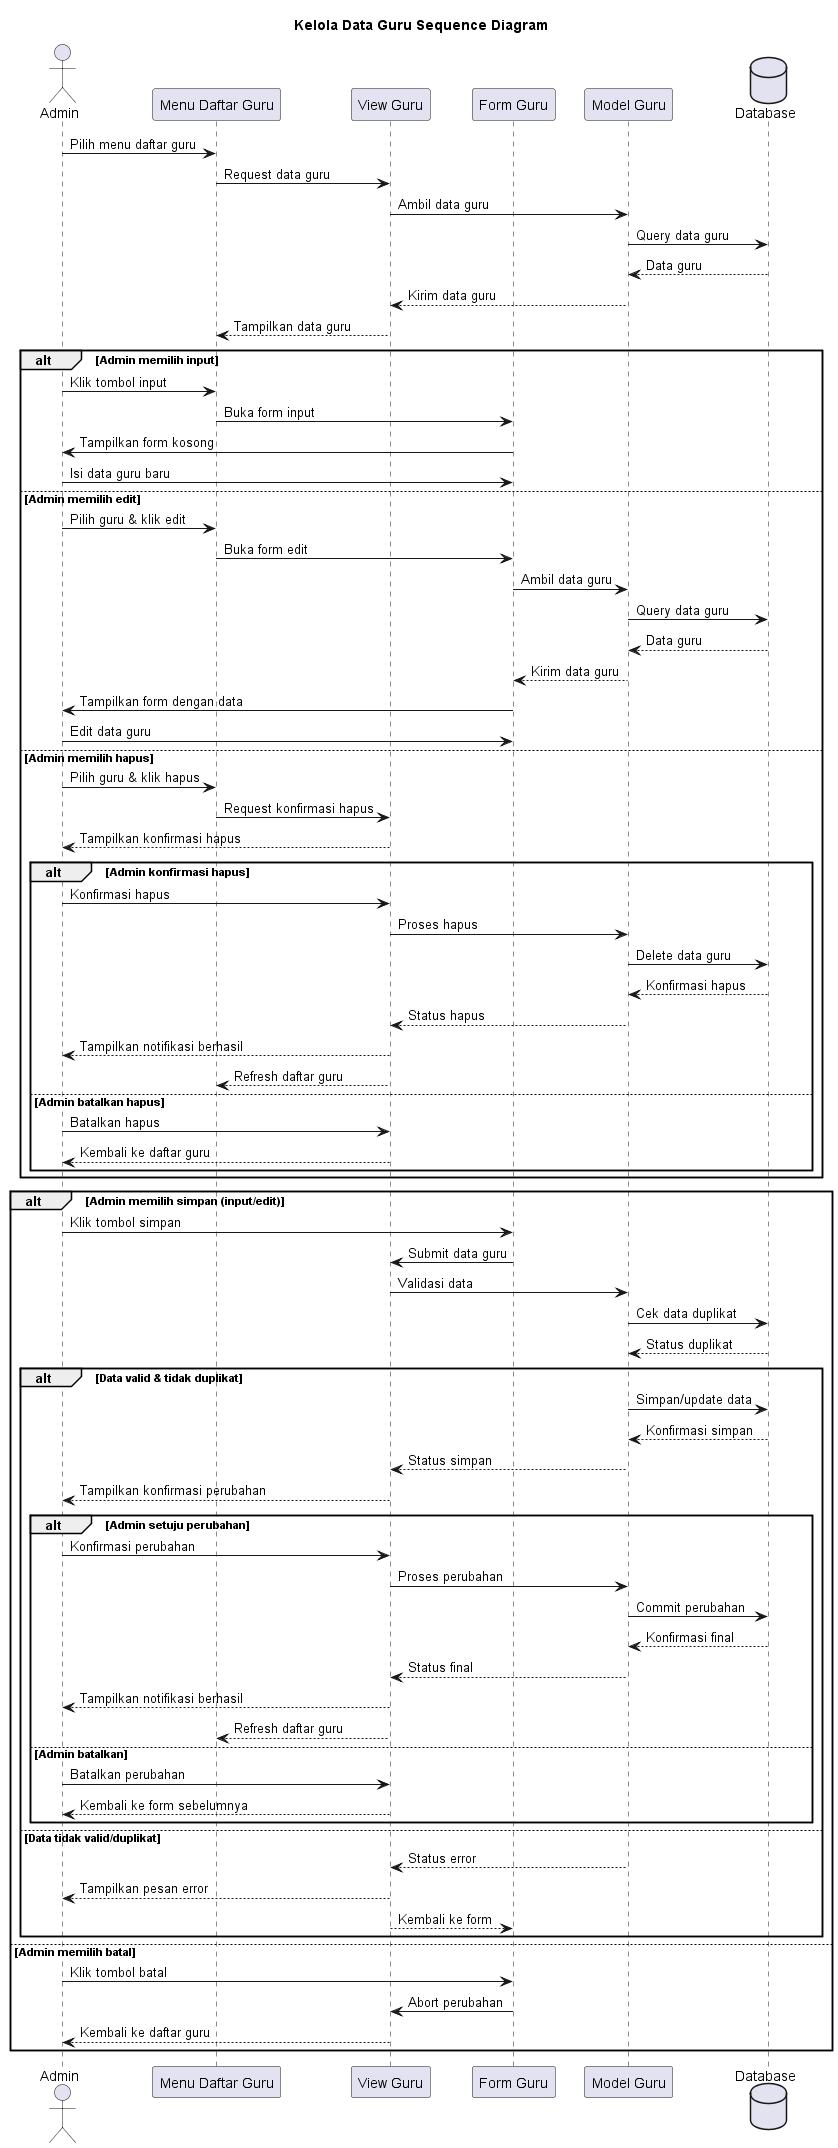 Kelola Data Guru Sequence Diagram
Admin
Menu Daftar Guru
View Guru
Form Guru
Model Guru
Database
Pilih menu daftar guru
Request data guru
Ambil data guru
Query data guru
Data guru
Kirim data guru
Tampilkan data guru
alt [Admin memilih input]
Klik tombol input
Buka form input
Tampilkan form kosong
Isi data guru baru
[Admin memilih edit]
Pilih guru & klik edit
Buka form edit
Ambil data guru
Query data guru
Data guru
Kirim data guru
Tampilkan form dengan data
Edit data guru
[Admin memilih hapus]
Pilih guru & klik hapus
Request konfirmasi hapus
Tampilkan konfirmasi hapus
alt [Admin konfirmasi hapus]
Konfirmasi hapus
Proses hapus
Delete data guru
Konfirmasi hapus
Status hapus
Tampilkan notifikasi berhasil
Refresh daftar guru
[Admin batalkan hapus]
Batalkan hapus
Kembali ke daftar guru
alt [Admin memilih simpan (input/edit)]
Klik tombol simpan
Submit data guru
Validasi data
Cek data duplikat
Status duplikat
alt [Data valid & tidak duplikat]
Simpan/update data
Konfirmasi simpan
Status simpan
Tampilkan konfirmasi perubahan
alt [Admin setuju perubahan]
Konfirmasi perubahan
Proses perubahan
Commit perubahan
Konfirmasi final
Status final
Tampilkan notifikasi berhasil
Refresh daftar guru
[Admin batalkan]
Batalkan perubahan
Kembali ke form sebelumnya
[Data tidak valid/duplikat]
Status error
Tampilkan pesan error
Kembali ke form
[Admin memilih batal]
Klik tombol batal
Abort perubahan
Kembali ke daftar guru
Admin
Menu Daftar Guru
View Guru
Form Guru
Model Guru
Database